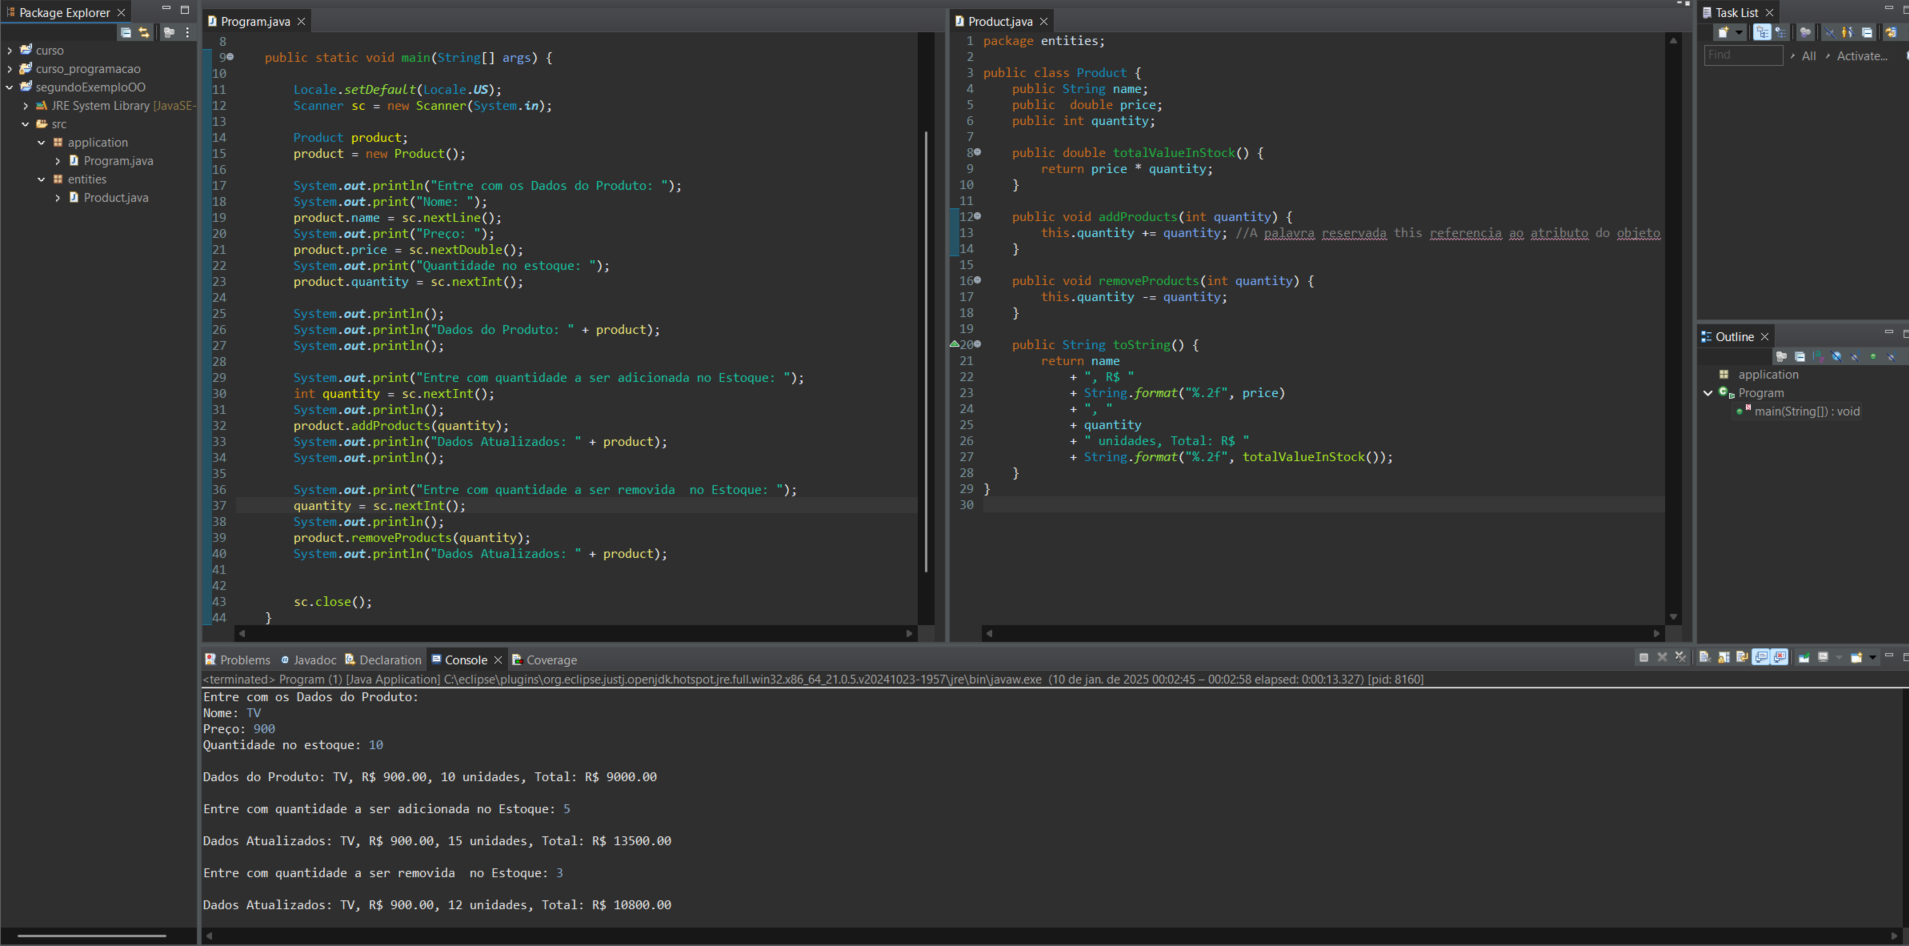 Package Explorer
curso
curso_programacao
segundoExemploOO
JRE System Library [JavaSE-
src
application
Program.java
entities
Product.java
Program.java
8
9 public static void main(String[] args) {
10
11 Locale.setDefault(Locale.US);
12 Scanner sc = new Scanner(System.in);
13
14 Product product;
15 product = new Product();
16
17 System.out.println("Entre com os Dados do Produto: ");
18 System.out.print("Nome: ");
19 product.name = sc.nextLine();
20 System.out.print("Preço: ");
21 product.price = sc.nextDouble();
22 System.out.print("Quantidade no estoque: ");
23 product.quantity = sc.nextInt();
24
25 System.out.println();
26 System.out.println("Dados do Produto: " + product);
27 System.out.println();
28
29 System.out.print("Entre com quantidade a ser adicionada no Estoque: ");
30 int quantity = sc.nextInt();
31 System.out.println();
32 product.addProducts(quantity);
33 System.out.println("Dados Atualizados: " + product);
34 System.out.println();
35
36 System.out.print("Entre com quantidade a ser removida  no Estoque: ");
37 quantity = sc.nextInt();
38 System.out.println();
39 product.removeProducts(quantity);
40 System.out.println("Dados Atualizados: " + product);
41
42
43 sc.close();
44 }
Product.java
1 package entities;
2
3 public class Product {
4 public String name;
5 public  double price;
6 public int quantity;
7
8 public double totalValueInStock() {
9 return price * quantity;
10 }
11
12 public void addProducts(int quantity) {
13 this.quantity += quantity; //A palavra reservada this referencia ao atributo do objeto
14 }
15
16 public void removeProducts(int quantity) {
17 this.quantity -= quantity;
18 }
19
20 public String toString() {
21 return name
22 + ", R$ "
23 + String.format("%.2f", price)
24 + ", "
25 + quantity
26 + " unidades, Total: R$ "
27 + String.format("%.2f", totalValueInStock());
28 }
29 }
30
Task List
Find
All
Activate...
Outline
application
Program
main(String[]) : void
Problems Javadoc Declaration Console Coverage
<terminated> Program (1) [Java Application] C:\eclipse\plugins\org.eclipse.justj.openjdk.hotspot.jre.full.win32.x86_64_21.0.5.v20241023-1957\jre\bin\javaw.exe (10 de jan. de 2025 00:02:45 – 00:02:58 elapsed: 0:00:13.327) [pid: 8160]
Entre com os Dados do Produto:
Nome: TV
Preço: 900
Quantidade no estoque: 10
Dados do Produto: TV, R$ 900.00, 10 unidades, Total: R$ 9000.00
Entre com quantidade a ser adicionada no Estoque: 5
Dados Atualizados: TV, R$ 900.00, 15 unidades, Total: R$ 13500.00
Entre com quantidade a ser removida  no Estoque: 3
Dados Atualizados: TV, R$ 900.00, 12 unidades, Total: R$ 10800.00